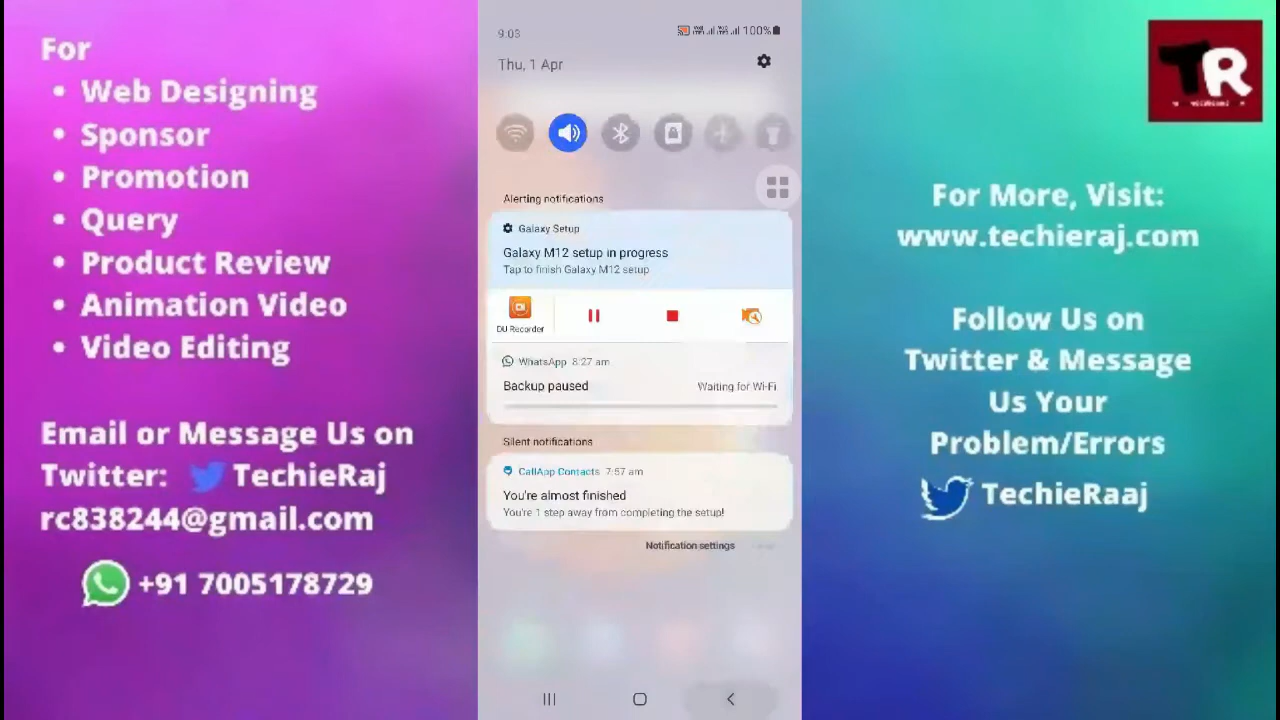 For
• Web Designing
• Sponsor
• Promotion
• Query
• Product Review
• Animation Video
• Video Editing
Email or Message Us on
Twitter: TechieRaj
rc838244@gmail.com
+91 7005178729
9:03
100%
Thu, 1 Apr
Alerting notifications
Galaxy Setup
Galaxy M12 setup in progress
Tap to finish Galaxy M12 setup
DU Recorder
WhatsApp 8:27 am
Backup paused Waiting for Wi-Fi
Silent notifications
CallApp Contacts 7:57 am
You're almost finished
You're 1 step away from completing the setup!
Notification settings
TR
For More, Visit:
www.techieraj.com
Follow Us on
Twitter & Message
Us Your
Problem/Errors
TechieRaaj